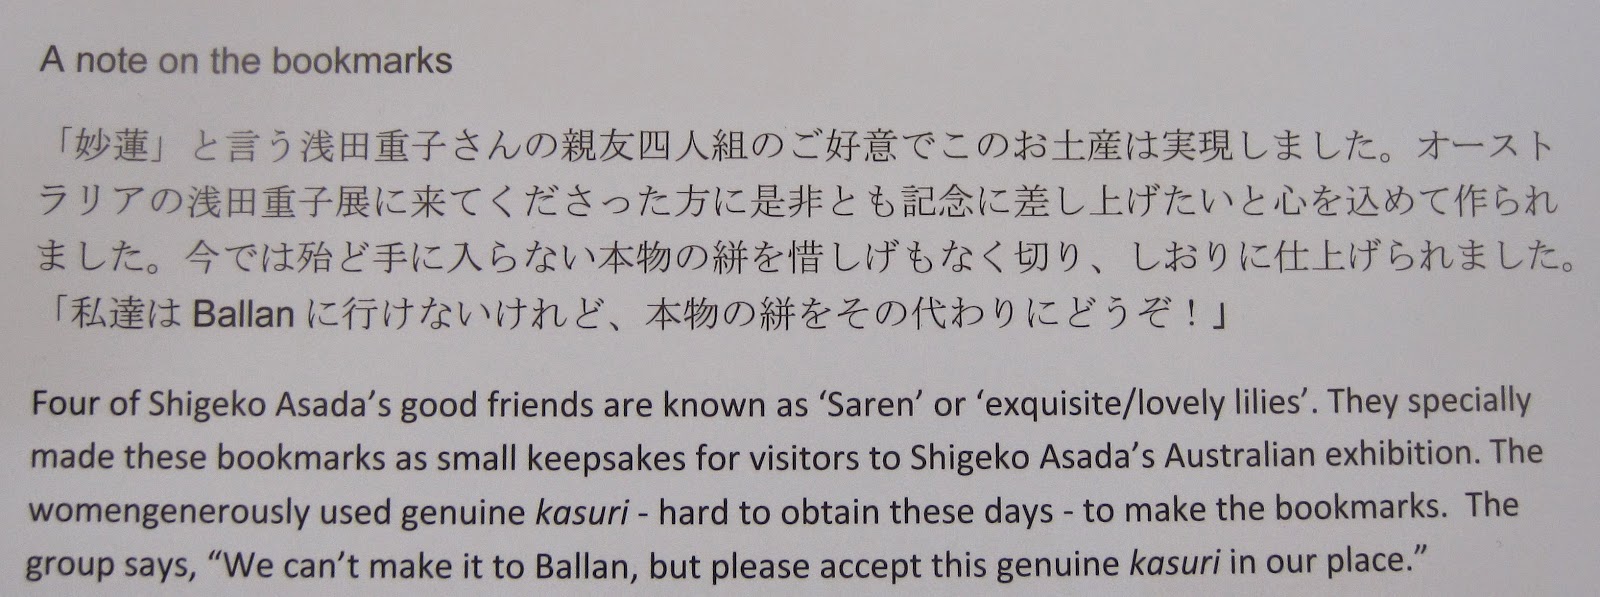 A note on the bookmarks
「妙蓮」と言う浅田重子さんの親友四人組のご好意でこのお土産は実現しました。オースト
ラリアの浅田重子展に来てくださった方に是非とも記念に差し上げたいと心を込めて作られ
ました。今では殆ど手に入らない本物の絣を惜しげもなく切り、しおりに仕上げられました。
「私達は Ballan に行けないけれど、本物の絣をその代わりにどうぞ！」
Four of Shigeko Asada’s good friends are known as ‘Saren’ or ‘exquisite/lovely lilies’. They specially
made these bookmarks as small keepsakes for visitors to Shigeko Asada’s Australian exhibition. The
womengenerously used genuine kasuri - hard to obtain these days - to make the bookmarks.  The
group says, “We can’t make it to Ballan, but please accept this genuine kasuri in our place.”